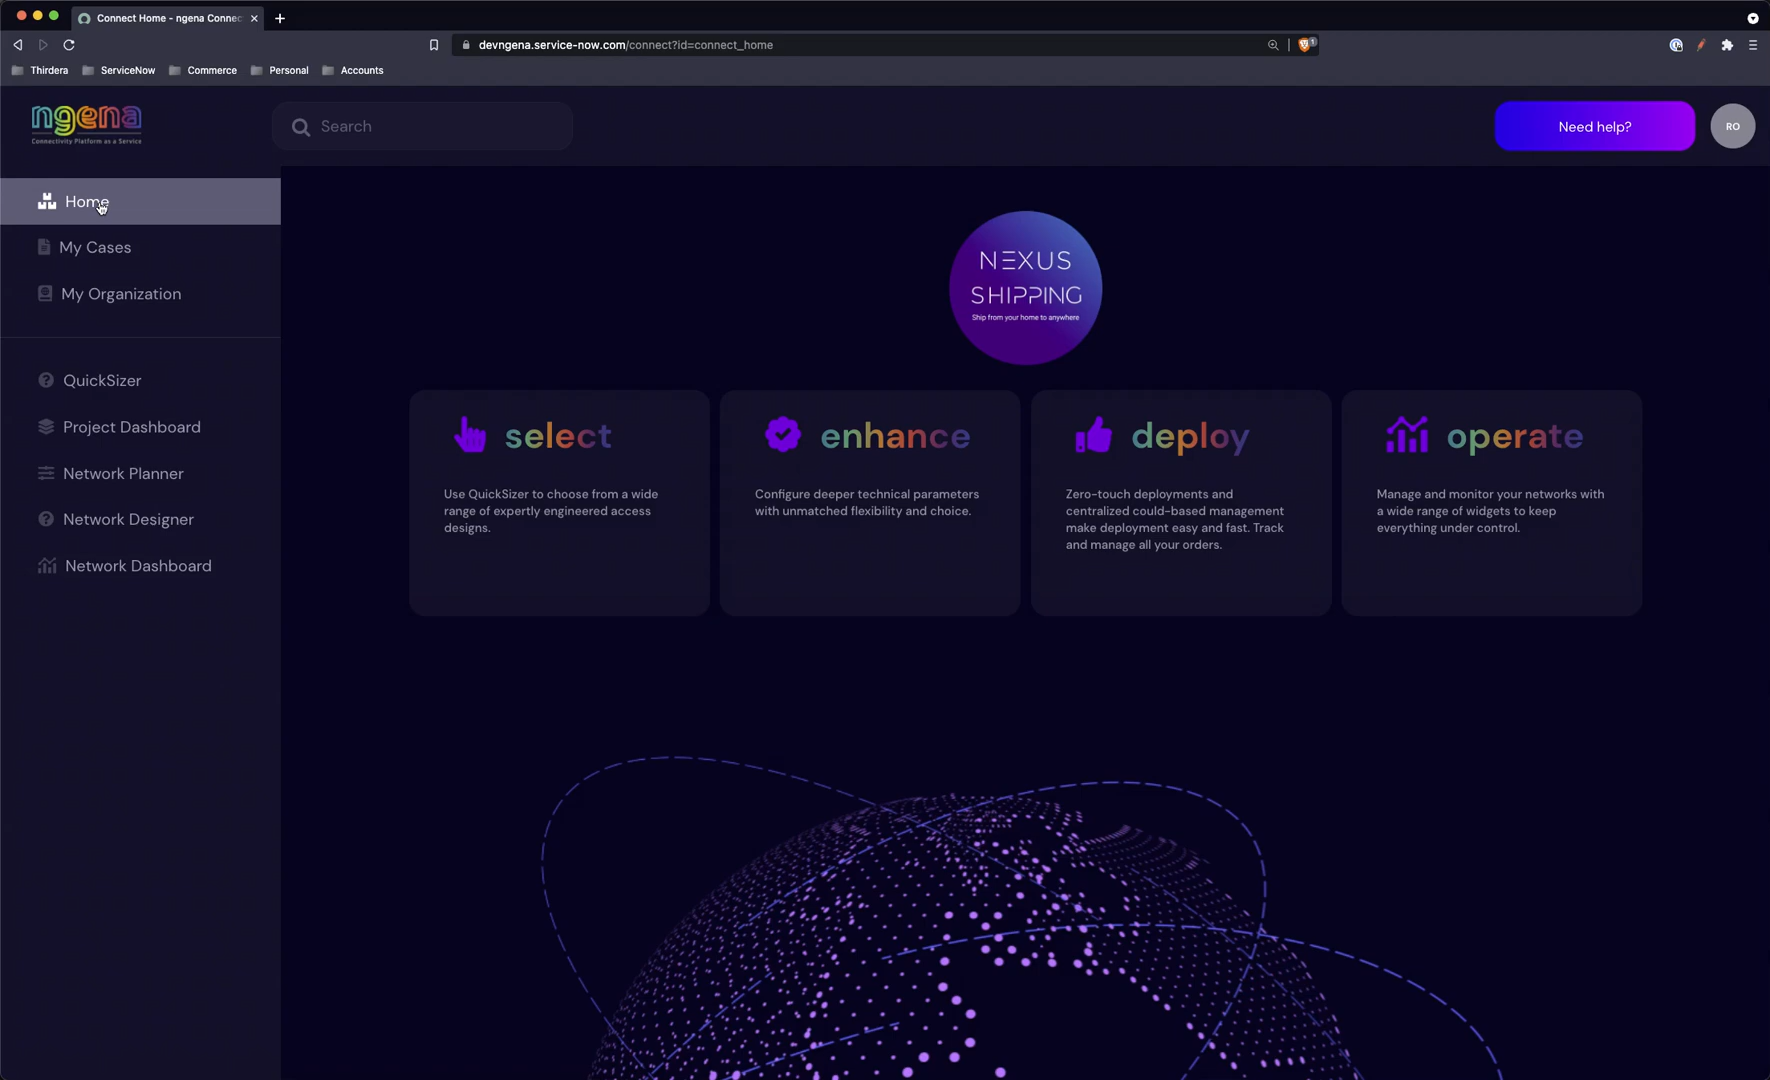 Connect Home - ngena Connec
devngena.service-now.com/connect?id=connect_home
1
Thirdera
ServiceNow
Commerce
Personal
Accounts
ngena
Connectivity Platform as a Service
Search
Need help?
RO
Home
My Cases
My Organization
QuickSizer
Project Dashboard
Network Planner
Network Designer
Network Dashboard
NEXUS
SHIPPING
Ship from your home to anywhere
select
Use QuickSizer to choose from a wide
range of expertly engineered access
designs.
enhance
Configure deeper technical parameters
with unmatched flexibility and choice.
deploy
Zero-touch deployments and
centralized could-based management
make deployment easy and fast. Track
and manage all your orders.
operate
Manage and monitor your networks with
a wide range of widgets to keep
everything under control.